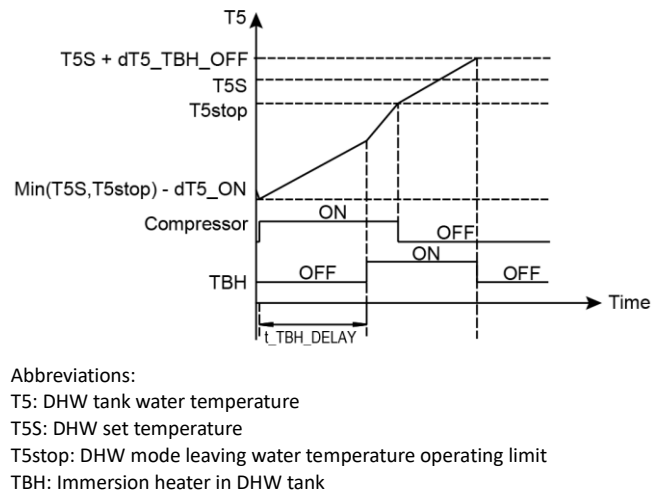 T5
T5S + dT5_TBH_OFF
T5S
T5stop
Min(T5S,T5stop) - dT5_ON
Compressor
ON
OFF
TBH
OFF
ON
OFF
Time
t_TBH_DELAY
Abbreviations:
T5: DHW tank water temperature
T5S: DHW set temperature
T5stop: DHW mode leaving water temperature operating limit
TBH: Immersion heater in DHW tank